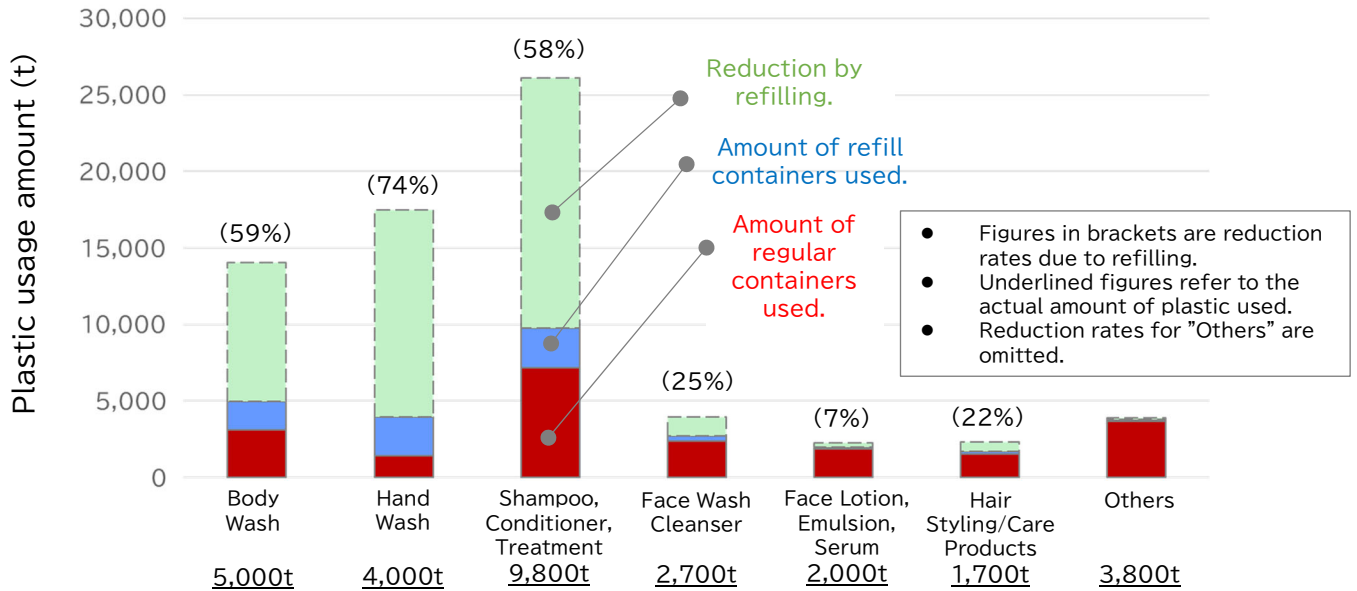 Plastic usage amount (t)
30,000
25,000
20,000
15,000
10,000
5,000
0
(59%)
(74%)
(58%)
(25%)
(7%)
(22%)
Reduction by
refilling.
Amount of refill
containers used.
Amount of
regular
containers
used.
● Figures in brackets are reduction
rates due to refilling.
● Underlined figures refer to the
actual amount of plastic used.
● Reduction rates for ”Others” are
omitted.
Body
Wash
5,000t
Hand
Wash
4,000t
Shampoo,
Conditioner,
Treatment
9,800t
Face Wash
Cleanser
2,700t
Face Lotion,
Emulsion,
Serum
2,000t
Hair
Styling/Care
Products
1,700t
Others
3,800t